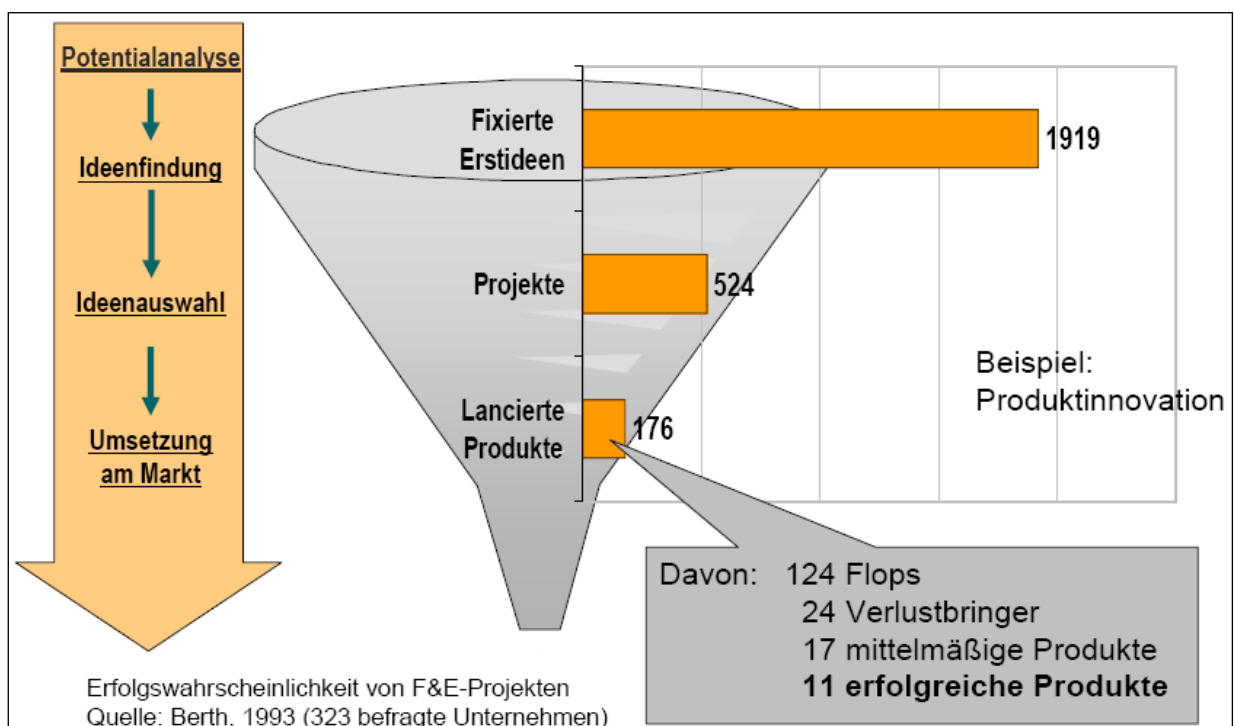 Potentialanalyse
Ideenfindung
Ideenauswahl
Umsetzung
am Markt
Fixierte
Erstideen
1919
Projekte
524
Lancierte
Produkte
176
Beispiel:
Produktinnovation
Davon: 124 Flops
24 Verlustbringer
17 mittelmäßige Produkte
11 erfolgreiche Produkte
Erfolgswahrscheinlichkeit von F&E-Projekten
Quelle: Berth, 1993 (323 befragte Unternehmen)